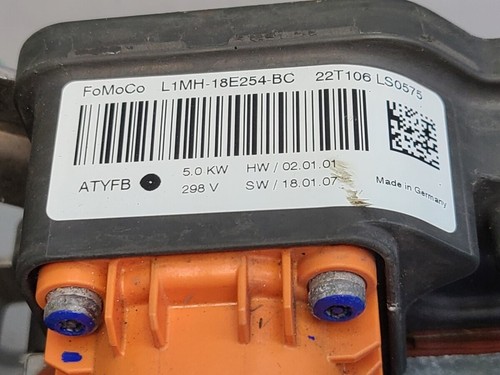 FoMoCo L1MH-18E254-BC 22T106 LS0575
ATYFB 5.0 KW HW / 02.01.01
298 V SW / 18.01.07
Made in Germany